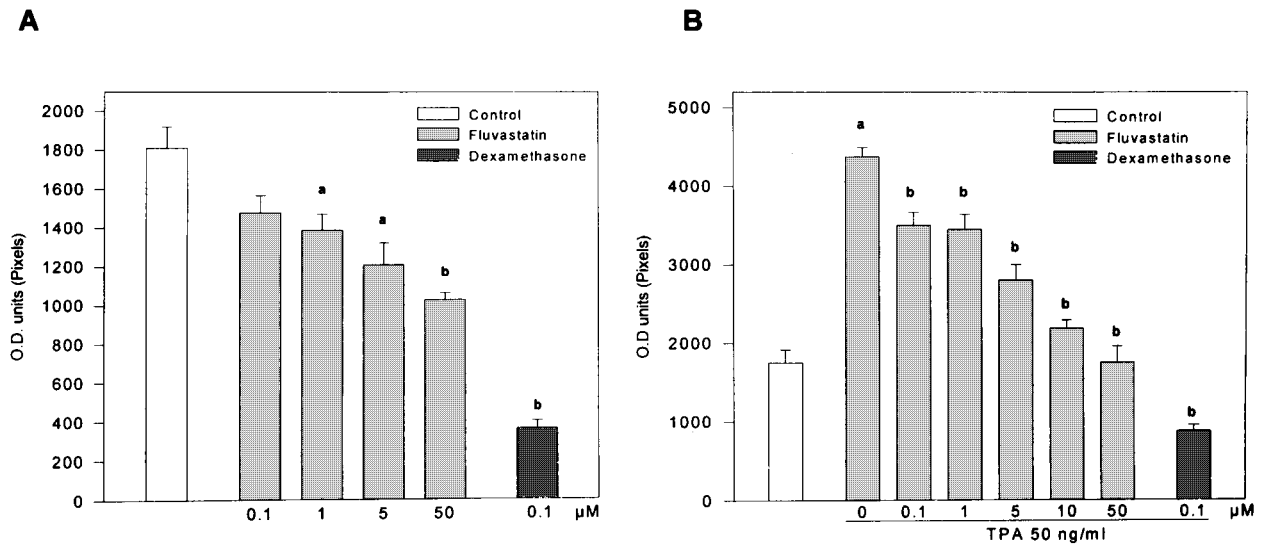 A
O.D. units (Pixels)
2000
1800
1600
1400
1200
1000
800
600
400
200
0
Control
Fluvastatin
Dexamethasone
a
a
b
b
0.1 1 5 50 0.1 µM
B
O.D units (Pixels)
5000
4000
3000
2000
1000
0
Control
Fluvastatin
Dexamethasone
a
b b
b
b
b
b
0 0.1 1 5 10 50 0.1 µM
TPA 50 ng/ml